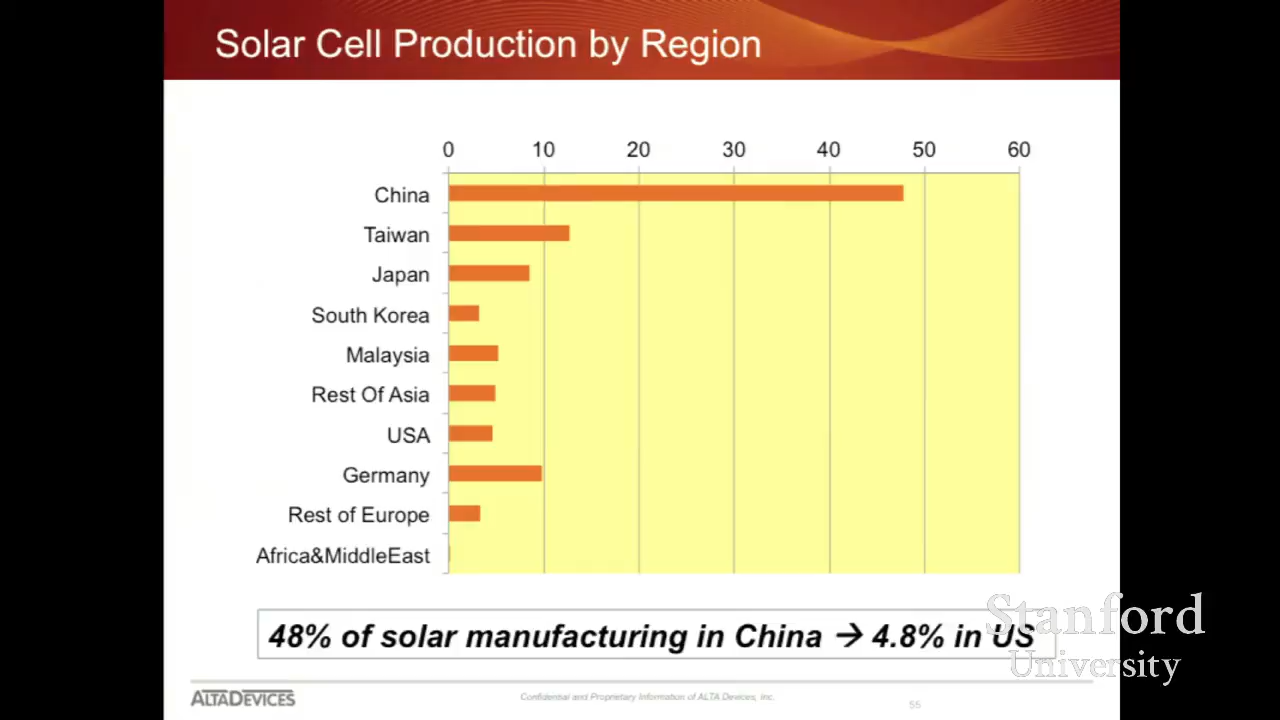 Solar Cell Production by Region
0 10 20 30 40 50 60
China
Taiwan
Japan
South Korea
Malaysia
Rest Of Asia
USA
Germany
Rest of Europe
Africa&MiddleEast
48% of solar manufacturing in China → 4.8% in US
Stanford
University
ALTADEVICES
Confidential and Proprietary Information of ALTA Devices, Inc.
55